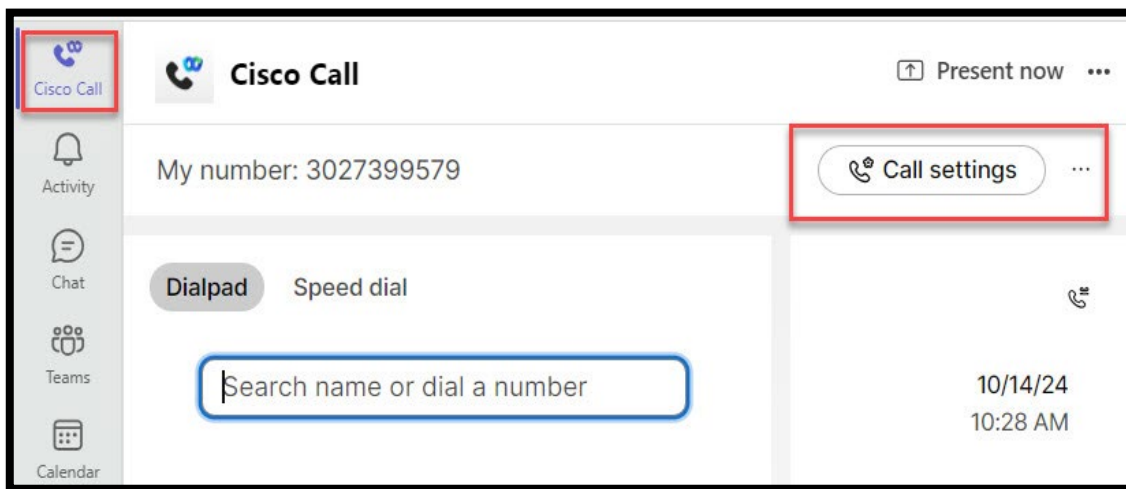 Cisco Call
Activity
Chat
Teams
Calendar
Cisco Call
Present now
My number: 3027399579
Call settings
Dialpad Speed dial
Search name or dial a number
10/14/24
10:28 AM